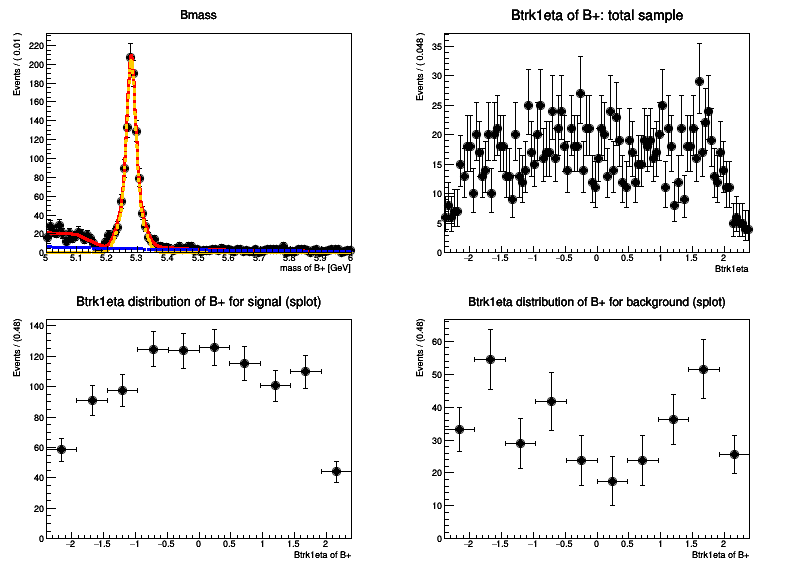 Bmass
Events / ( 0.01 )
220
200
180
160
140
120
100
80
60
40
20
0
5 5.1 5.2 5.3 5.4 5.5 5.6 5.7 5.8 5.9 6
mass of B+ [GeV]
Btrk1eta of B+: total sample
Events / ( 0.048 )
35
30
25
20
15
10
5
0
−2 −1.5 −1 −0.5 0 0.5 1 1.5 2
Btrk1eta
Btrk1eta distribution of B+ for signal (splot)
Events / (0.48)
140
120
100
80
60
40
20
0
−2 −1.5 −1 −0.5 0 0.5 1 1.5 2
Btrk1eta of B+
Btrk1eta distribution of B+ for background (splot)
Events / (0.48)
60
50
40
30
20
10
0
−2 −1.5 −1 −0.5 0 0.5 1 1.5 2
Btrk1eta of B+